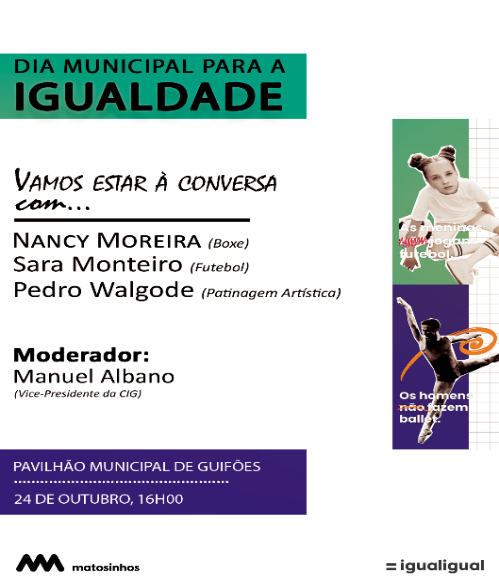 DIA MUNICIPAL PARA A
IGUALDADE
VAMOS ESTAR À CONVERSA
com...
NANCY MOREIRA (Boxe)
Sara Monteiro (Futebol)
Pedro Walgode (Patinagem Artística)
Moderador:
Manuel Albano
(Vice-Presidente da CIG)
PAVILHÃO MUNICIPAL DE GUIFÕES
24 DE OUTUBRO, 16H00
As meninas
jogam
futebol.
Os homens
não fazem
ballet.
matosinhos
= igualigual